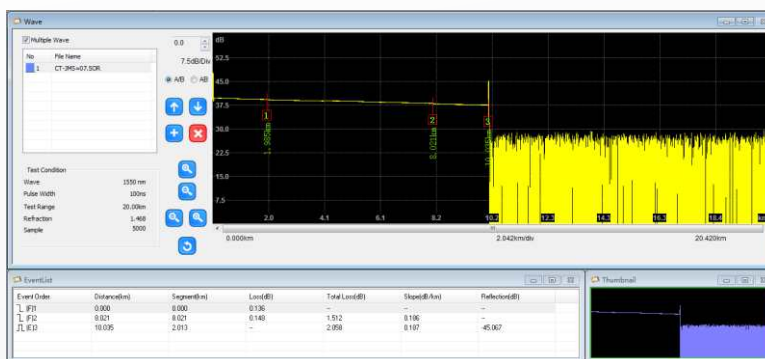 Wave
Multiple Wave
No File Name
1 CT-JMS=07.SOR
0.0
7.5dB/Div
A/B AB
Test Condition
Wave 1550 nm
Pulse Width 100ns
Test Range 20.00km
Refraction 1.468
Sample 5000
dB
52.5
45.0
37.5
30.0
22.5
15.0
7.5
1
2
8.021km
2.0 4.1 6.1 8.2 10.2 12.3 14.3 16.3 18.4 km
0.000km 2.042km/div 20.420km
EventList
Event Order Distance(km) Segment(km) Loss(dB) Total Loss(dB) Slope(dB/km) Reflection(dB)
(F)1 0.000 0.000 0.136 -- -- --
(F)2 8.021 8.021 0.148 1.512 0.106 --
(E)3 10.035 2.013 -- 2.058 0.107 -45.067
Thumbnail